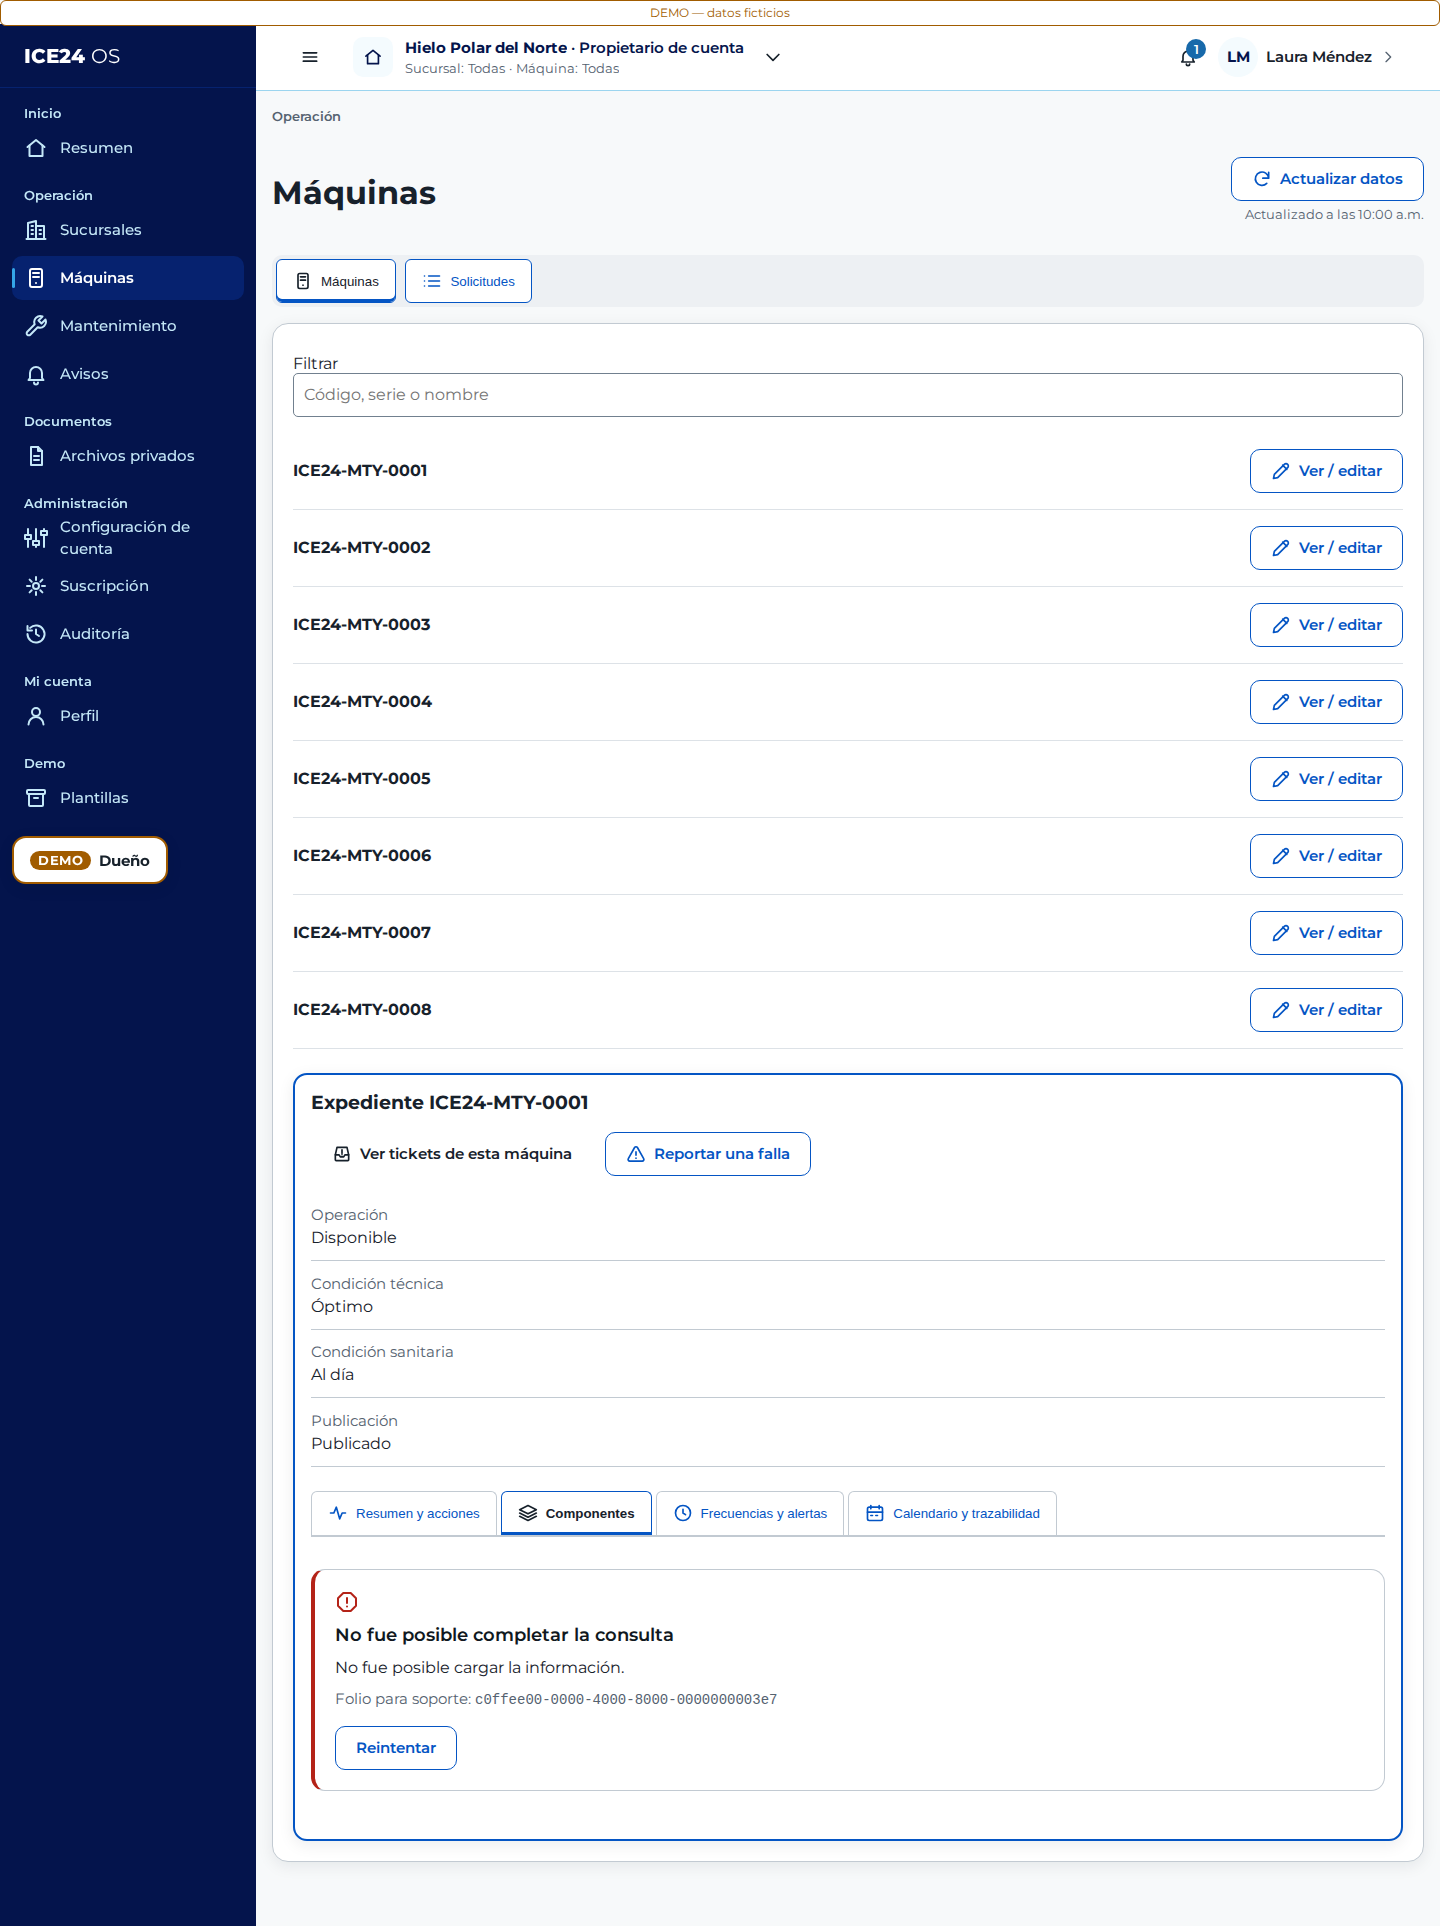 DEMO — datos ficticios
ICE24 OS
Inicio
Resumen
Operación
Sucursales
Máquinas
Mantenimiento
Avisos
Documentos
Archivos privados
Administración
Configuración de
cuenta
Suscripción
Auditoría
Mi cuenta
Perfil
Demo
Plantillas
DEMO Dueño
Hielo Polar del Norte · Propietario de cuenta
Sucursal: Todas · Máquina: Todas
1
LM Laura Méndez
Operación
Máquinas
Actualizar datos
Actualizado a las 10:00 a.m.
Máquinas
Solicitudes
Filtrar
Código, serie o nombre
ICE24-MTY-0001
Ver / editar
ICE24-MTY-0002
Ver / editar
ICE24-MTY-0003
Ver / editar
ICE24-MTY-0004
Ver / editar
ICE24-MTY-0005
Ver / editar
ICE24-MTY-0006
Ver / editar
ICE24-MTY-0007
Ver / editar
ICE24-MTY-0008
Ver / editar
Expediente ICE24-MTY-0001
Ver tickets de esta máquina
Reportar una falla
Operación
Disponible
Condición técnica
Óptimo
Condición sanitaria
Al día
Publicación
Publicado
Resumen y acciones
Componentes
Frecuencias y alertas
Calendario y trazabilidad
No fue posible completar la consulta
No fue posible cargar la información.
Folio para soporte: c0ffee00-0000-4000-8000-0000000003e7
Reintentar